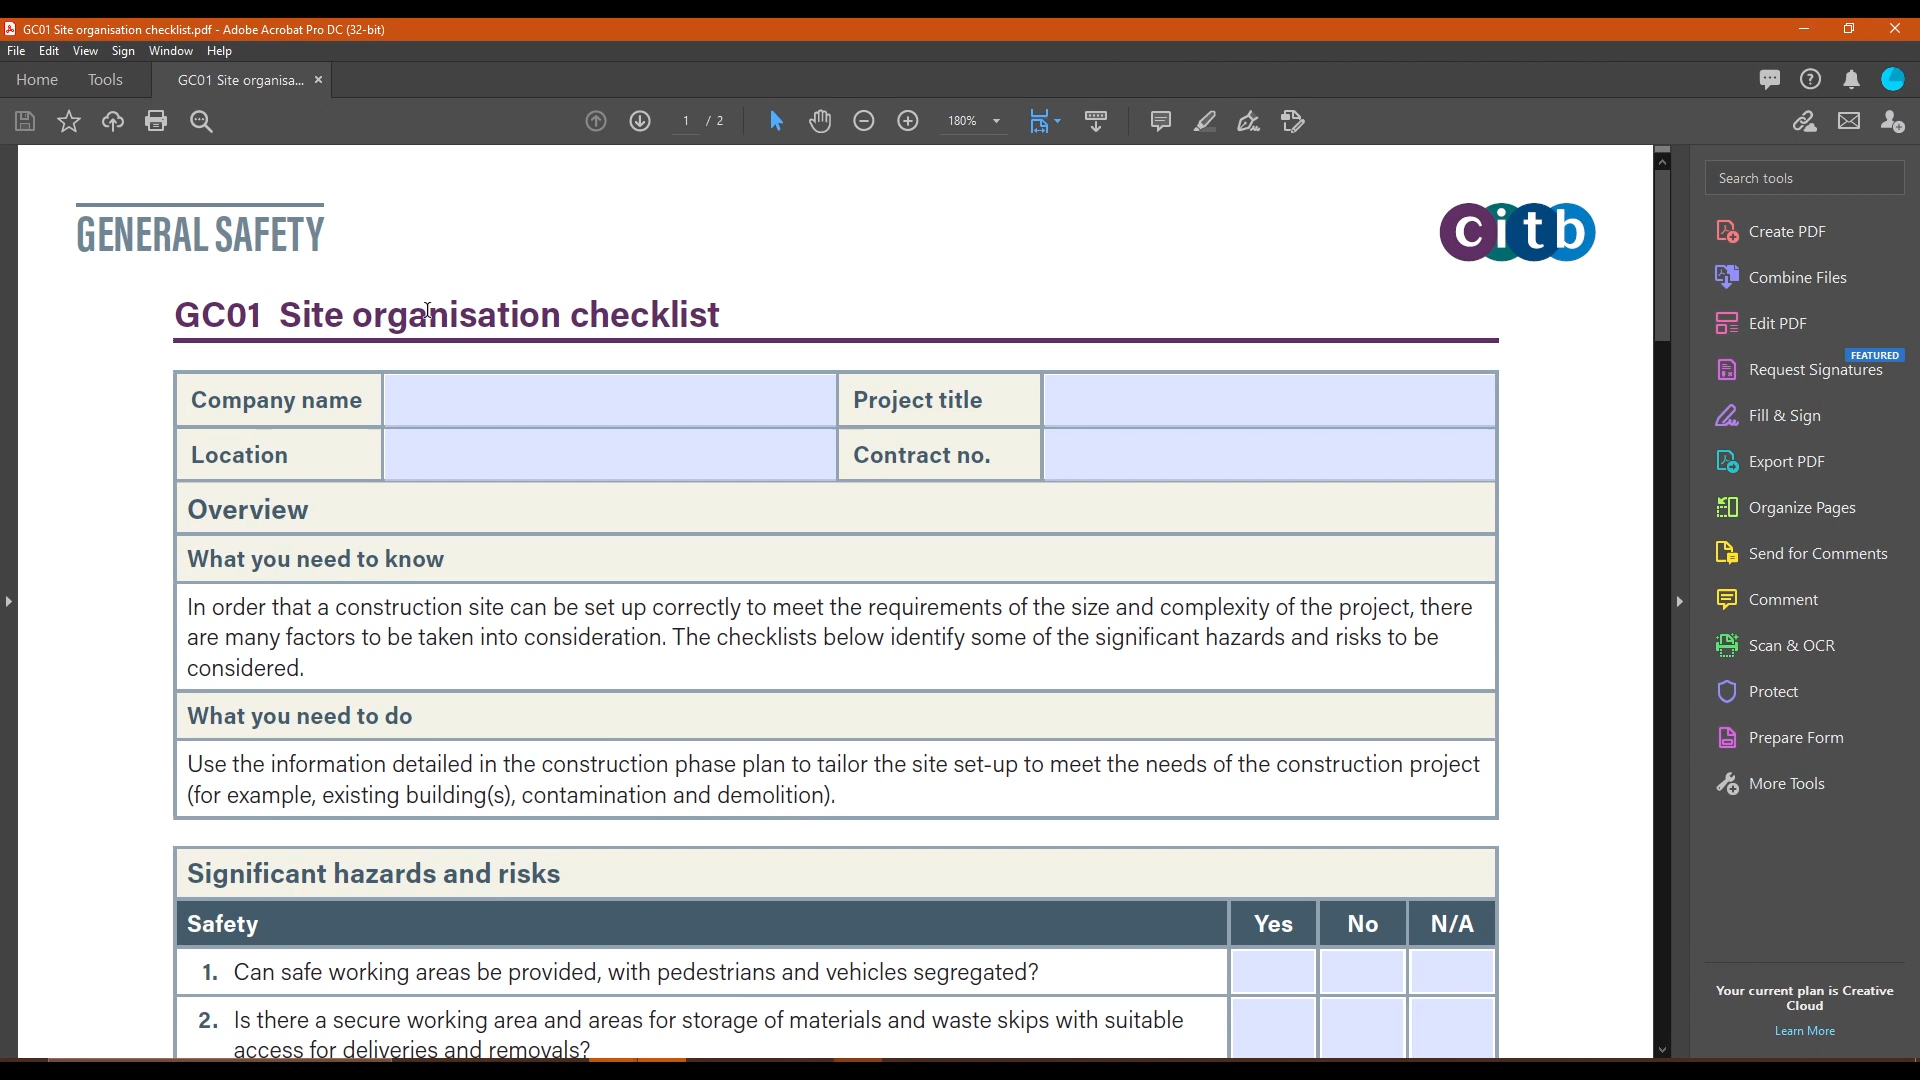 GC01 Site organisation checklist.pdf - Adobe Acrobat Pro DC (32-bit)
File Edit View Sign Window Help
Home Tools GC01 Site organisa... ×
1 / 2 180%
Search tools
GENERAL SAFETY
citb
GC01 Site organisation checklist
Company name Project title
Location Contract no.
Overview
What you need to know
In order that a construction site can be set up correctly to meet the requirements of the size and complexity of the project, there
are many factors to be taken into consideration. The checklists below identify some of the significant hazards and risks to be
considered.
What you need to do
Use the information detailed in the construction phase plan to tailor the site set-up to meet the needs of the construction project
(for example, existing building(s), contamination and demolition).
Significant hazards and risks
Safety Yes No N/A
1. Can safe working areas be provided, with pedestrians and vehicles segregated?
2. Is there a secure working area and areas for storage of materials and waste skips with suitable
access for deliveries and removals?
Create PDF
Combine Files
Edit PDF
FEATURED
Request Signatures
Fill & Sign
Export PDF
Organize Pages
Send for Comments
Comment
Scan & OCR
Protect
Prepare Form
More Tools
Your current plan is Creative
Cloud
Learn More